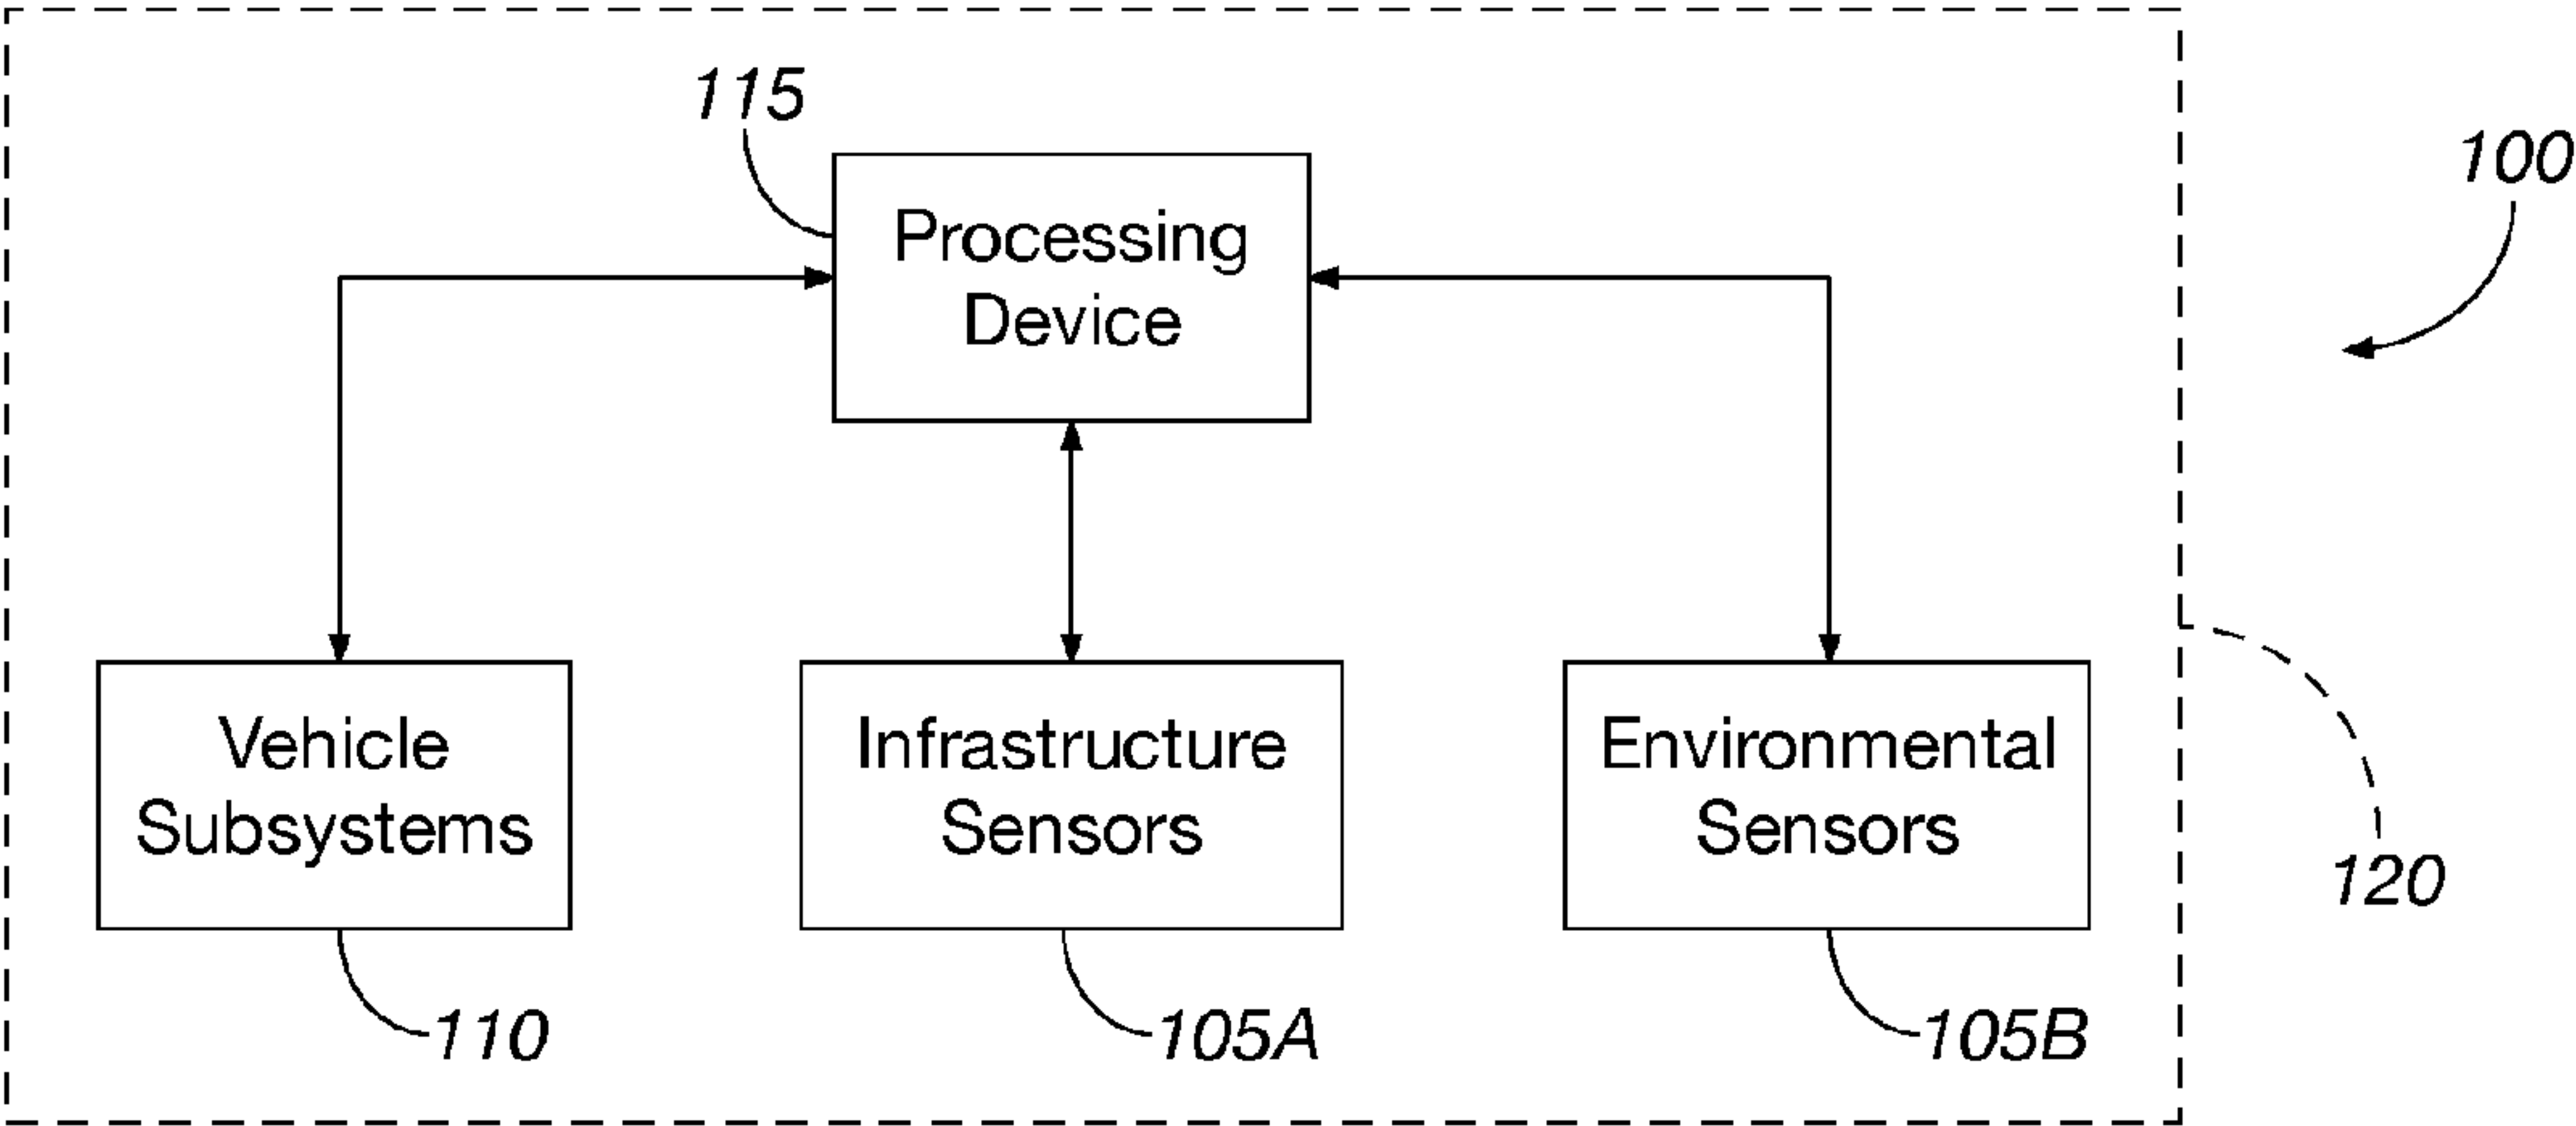 115
100
Processing
Device
Vehicle
Subsystems
Infrastructure
Sensors
Environmental
Sensors
120
110
105A
105B